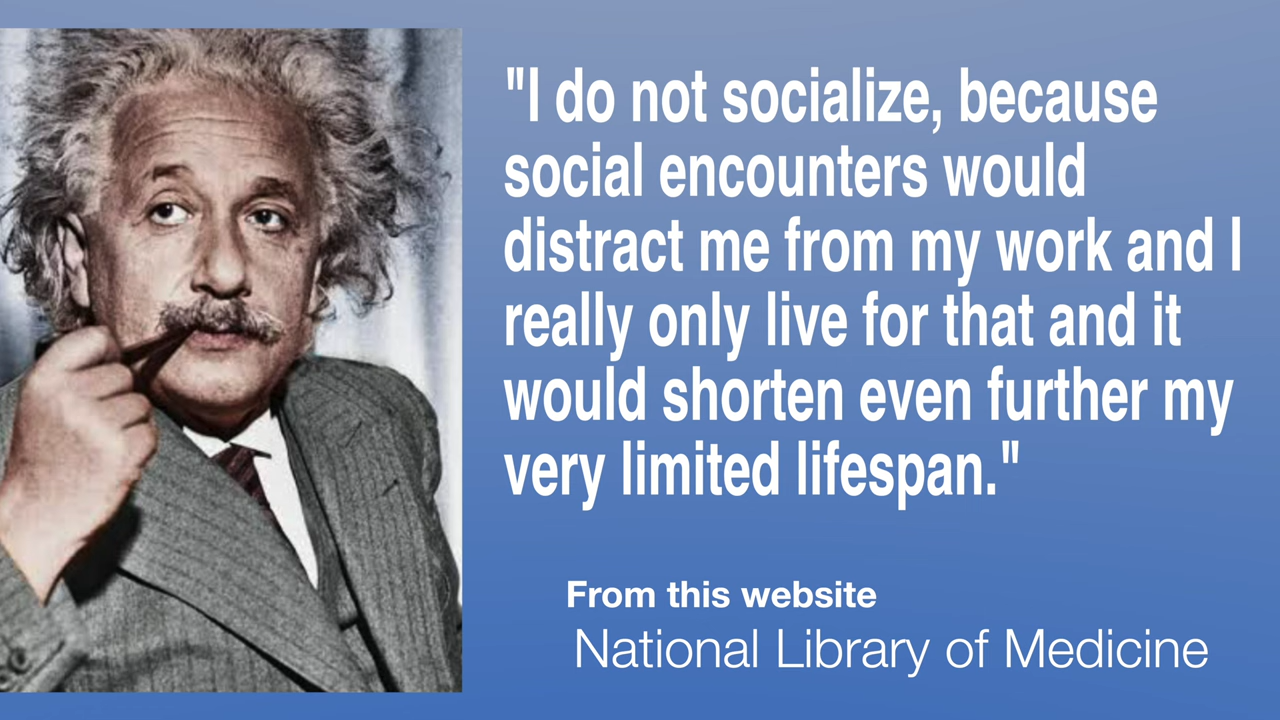 "I do not socialize, because
social encounters would
distract me from my work and I
really only live for that and it
would shorten even further my
very limited lifespan."
From this website
National Library of Medicine